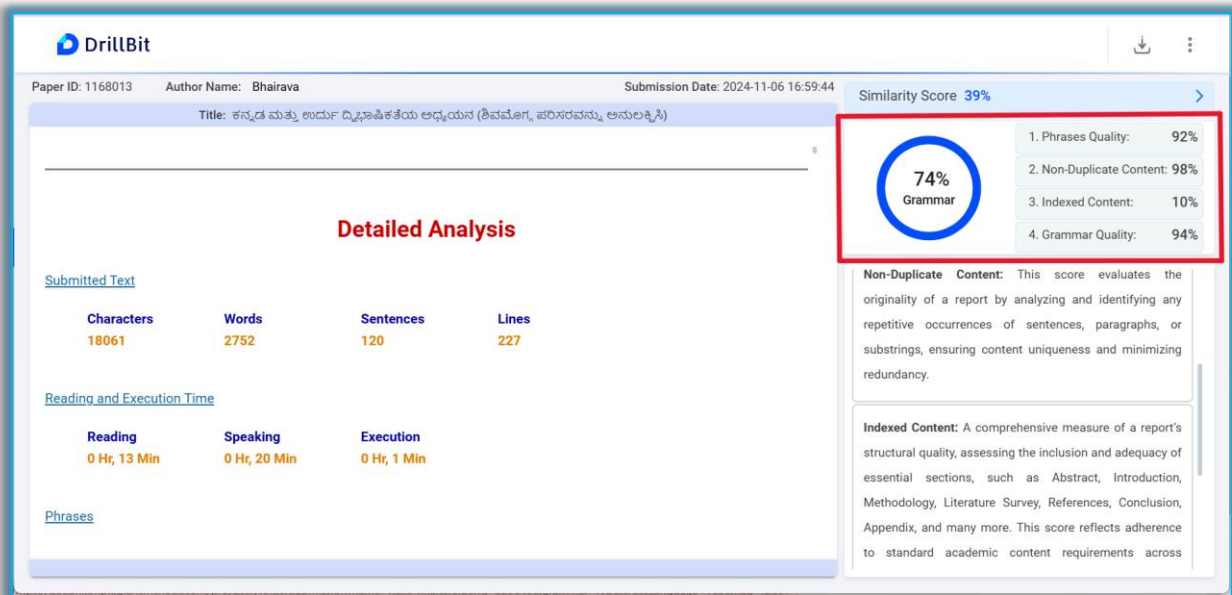 DrillBit
Paper ID: 1168013 Author Name: Bhairava Submission Date: 2024-11-06 16:59:44
Title: ಕನ್ನಡ ಮತ್ತು ಉರ್ದು ದ್ವಿಭಾಷಿಕತೆಯ ಅಧ್ಯಯನ (ಶಿವಮೊಗ್ಗ ಪರಿಸರವನ್ನು ಅನುಲಕ್ಷಿಸಿ)
Detailed Analysis
Submitted Text
Characters Words Sentences Lines
18061 2752 120 227
Reading and Execution Time
Reading Speaking Execution
0 Hr, 13 Min 0 Hr, 20 Min 0 Hr, 1 Min
Phrases
Similarity Score 39%
74%
Grammar
1. Phrases Quality: 92%
2. Non-Duplicate Content: 98%
3. Indexed Content: 10%
4. Grammar Quality: 94%
Non-Duplicate Content: This score evaluates the
originality of a report by analyzing and identifying any
repetitive occurrences of sentences, paragraphs, or
substrings, ensuring content uniqueness and minimizing
redundancy.
Indexed Content: A comprehensive measure of a report's
structural quality, assessing the inclusion and adequacy of
essential sections, such as Abstract, Introduction,
Methodology, Literature Survey, References, Conclusion,
Appendix, and many more. This score reflects adherence
to standard academic content requirements across